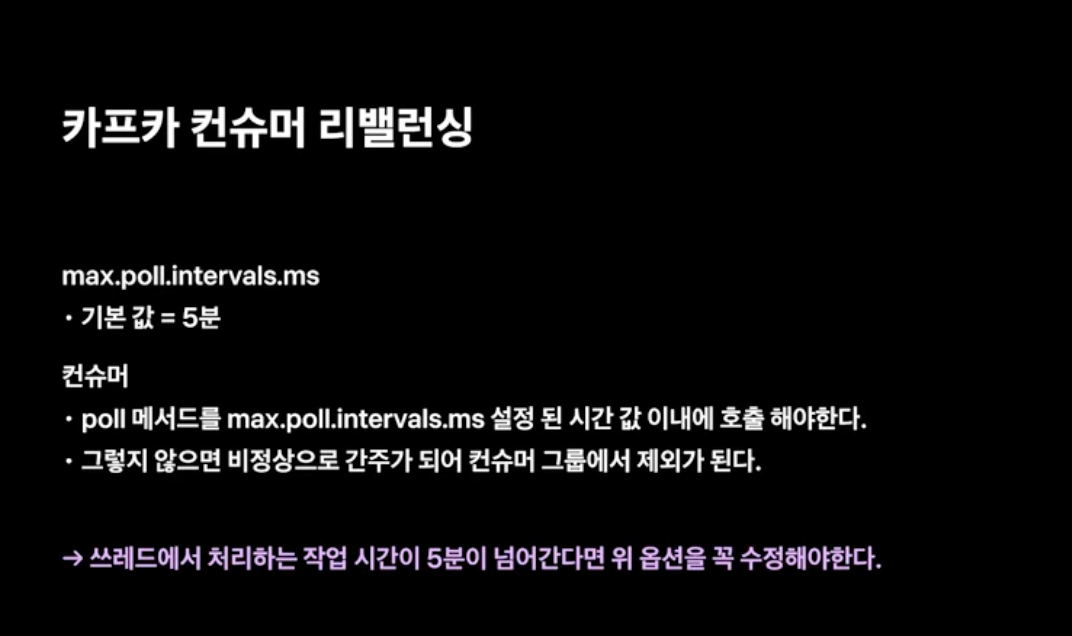 카프카 컨슈머 리밸런싱
max.poll.intervals.ms
• 기본 값 = 5분
컨슈머
• poll 메서드를 max.poll.intervals.ms 설정 된 시간 값 이내에 호출 해야한다.
• 그렇지 않으면 비정상으로 간주가 되어 컨슈머 그룹에서 제외가 된다.
→ 쓰레드에서 처리하는 작업 시간이 5분이 넘어간다면 위 옵션을 꼭 수정해야한다.